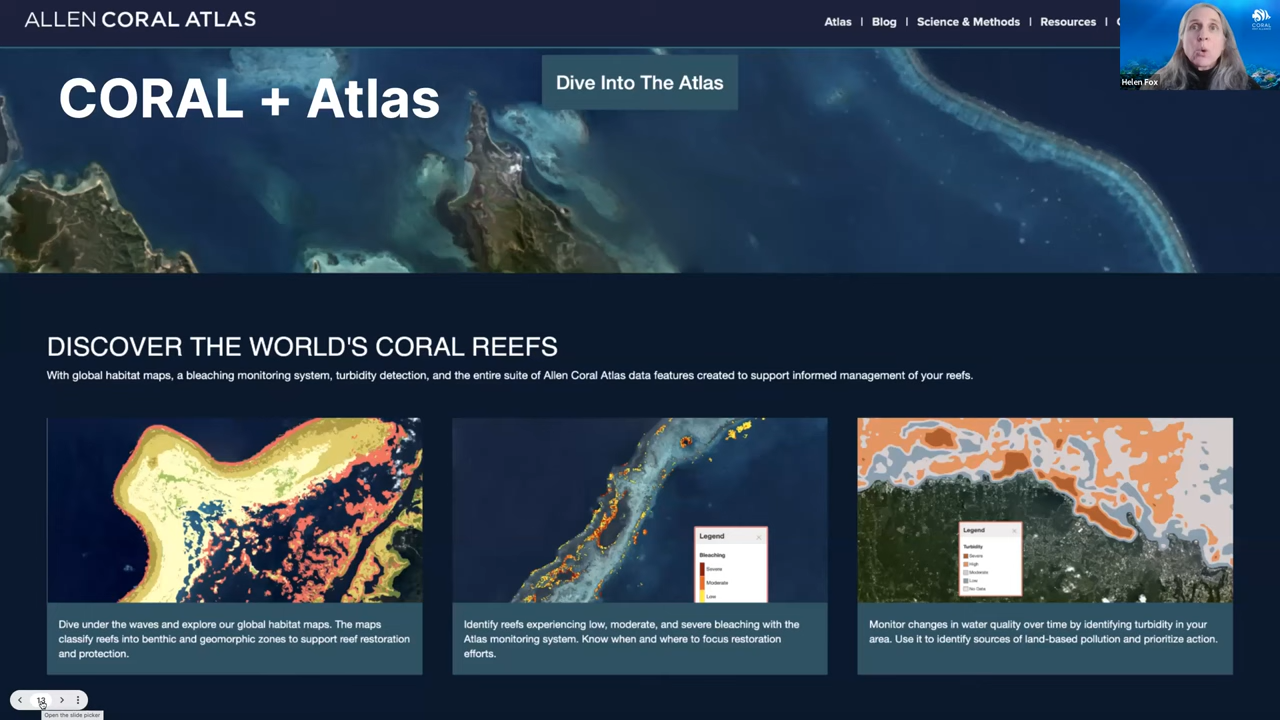 ALLEN CORAL ATLAS
Atlas | Blog | Science & Methods | Resources |
CORAL
Helen Fox
Dive Into The Atlas
CORAL + Atlas
DISCOVER THE WORLD'S CORAL REEFS
With global habitat maps, a bleaching monitoring system, turbidity detection, and the entire suite of Allen Coral Atlas data features created to support informed management of your reefs.
Legend
Bleaching
Severe
Moderate
Low
Legend
Turbidity
Severe
High
Moderate
Low
No Data
Dive under the waves and explore our global habitat maps. The maps
classify reefs into benthic and geomorphic zones to support reef restoration
and protection.
Identify reefs experiencing low, moderate, and severe bleaching with the
Atlas monitoring system. Know when and where to focus restoration
efforts.
Monitor changes in water quality over time by identifying turbidity in your
area. Use it to identify sources of land-based pollution and prioritize action.
13
Open the slide picker